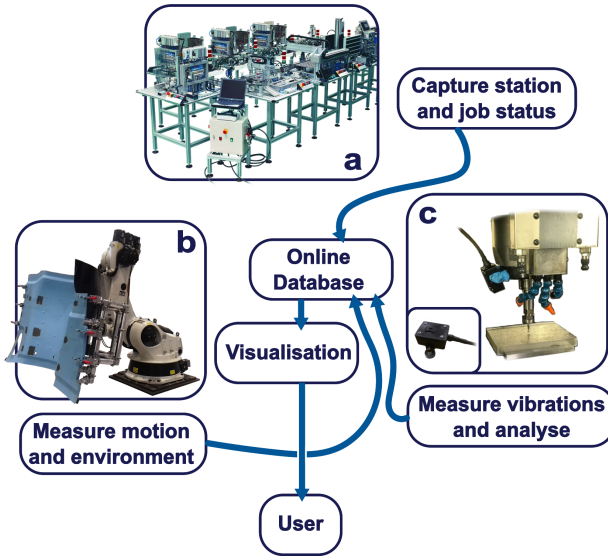 a
Capture station
and job status
b
c
Online
Database
Visualisation
Measure motion
and environment
Measure vibrations
and analyse
User